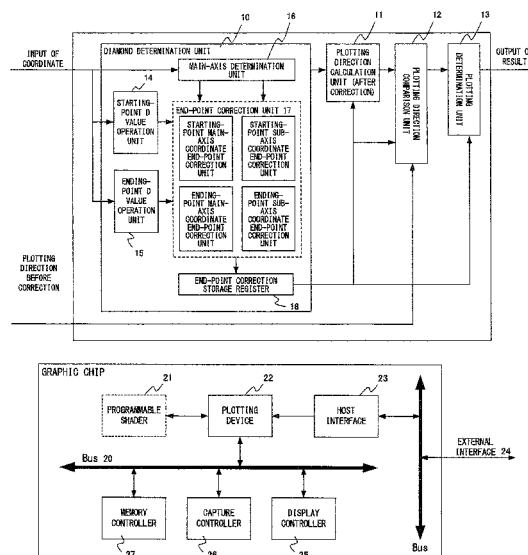 10
16
11
12
13
INPUT OF
COORDINATE
DIAMOND DETERMINATION UNIT
MAIN-AXIS DETERMINATION
UNIT
PLOTTING
DIRECTION
CALCULATION
UNIT (AFTER
CORRECTION)
PLOTTING DIRECTION
COMPARISON UNIT
PLOTTING
DETERMINATION UNIT
OUTPUT O
RESULT
14
STARTING-
POINT D
VALUE
OPERATION
UNIT
END-POINT CORRECTION UNIT 17
STARTING-
POINT MAIN-
AXIS
COORDINATE
END-POINT
CORRECTION
UNIT
STARTING-
POINT SUB-
AXIS
COORDINATE
END-POINT
CORRECTION
UNIT
ENDING-
POINT D
VALUE
OPERATION
UNIT
15
ENDING-
POINT MAIN-
AXIS
COORDINATE
END-POINT
CORRECTION
UNIT
ENDING-
POINT SUB-
AXIS
COORDINATE
END-POINT
CORRECTION
UNIT
PLOTTING
DIRECTION
BEFORE
CORRECTION
END-POINT CORRECTION
STORAGE REGISTER
18
GRAPHIC CHIP
21
22
23
PROGRAMMABLE
SHADER
PLOTTING
DEVICE
HOST
INTERFACE
Bus 20
EXTERNAL
INTERFACE 24
MEMORY
CONTROLLER
CAPTURE
CONTROLLER
DISPLAY
CONTROLLER
27
26
25
Bus